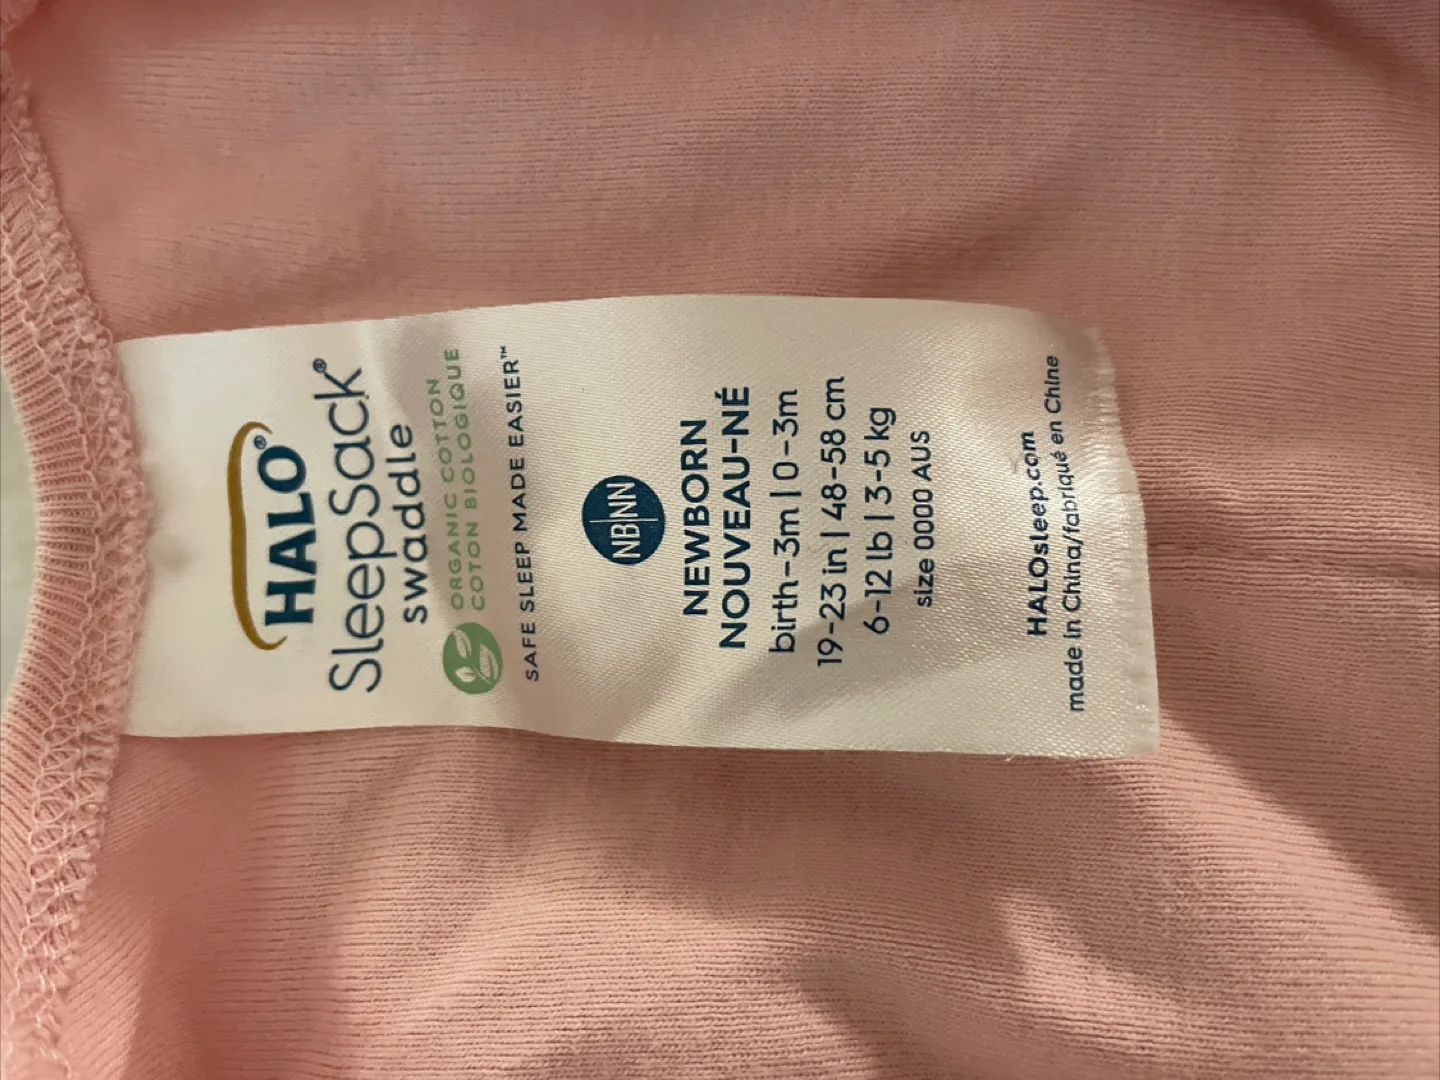 HALO®
SleepSack®
swaddle
ORGANIC COTTON
COTON BIOLOGIQUE
SAFE SLEEP MADE EASIER™
NB|NN
NEWBORN
NOUVEAU-NÉ
birth-3m | 0-3m
19-23 in | 48-58 cm
6-12 lb | 3-5 kg
size 0000 AUS
HALOsleep.com
made in China/fabriqué en Chine